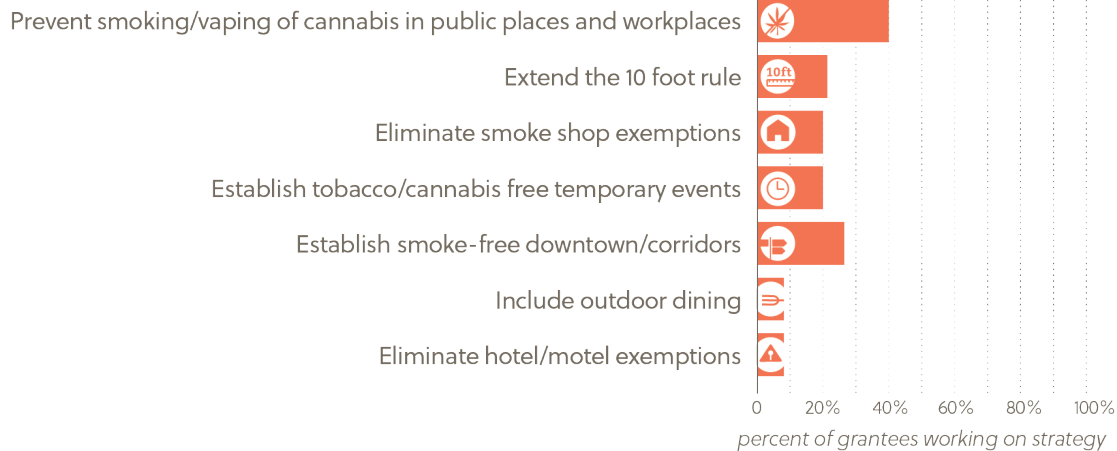 Prevent smoking/vaping of cannabis in public places and workplaces
10ft
Extend the 10 foot rule
Eliminate smoke shop exemptions
Establish tobacco/cannabis free temporary events
Establish smoke-free downtown/corridors
Include outdoor dining
Eliminate hotel/motel exemptions
0 20% 40% 60% 80% 100%
percent of grantees working on strategy